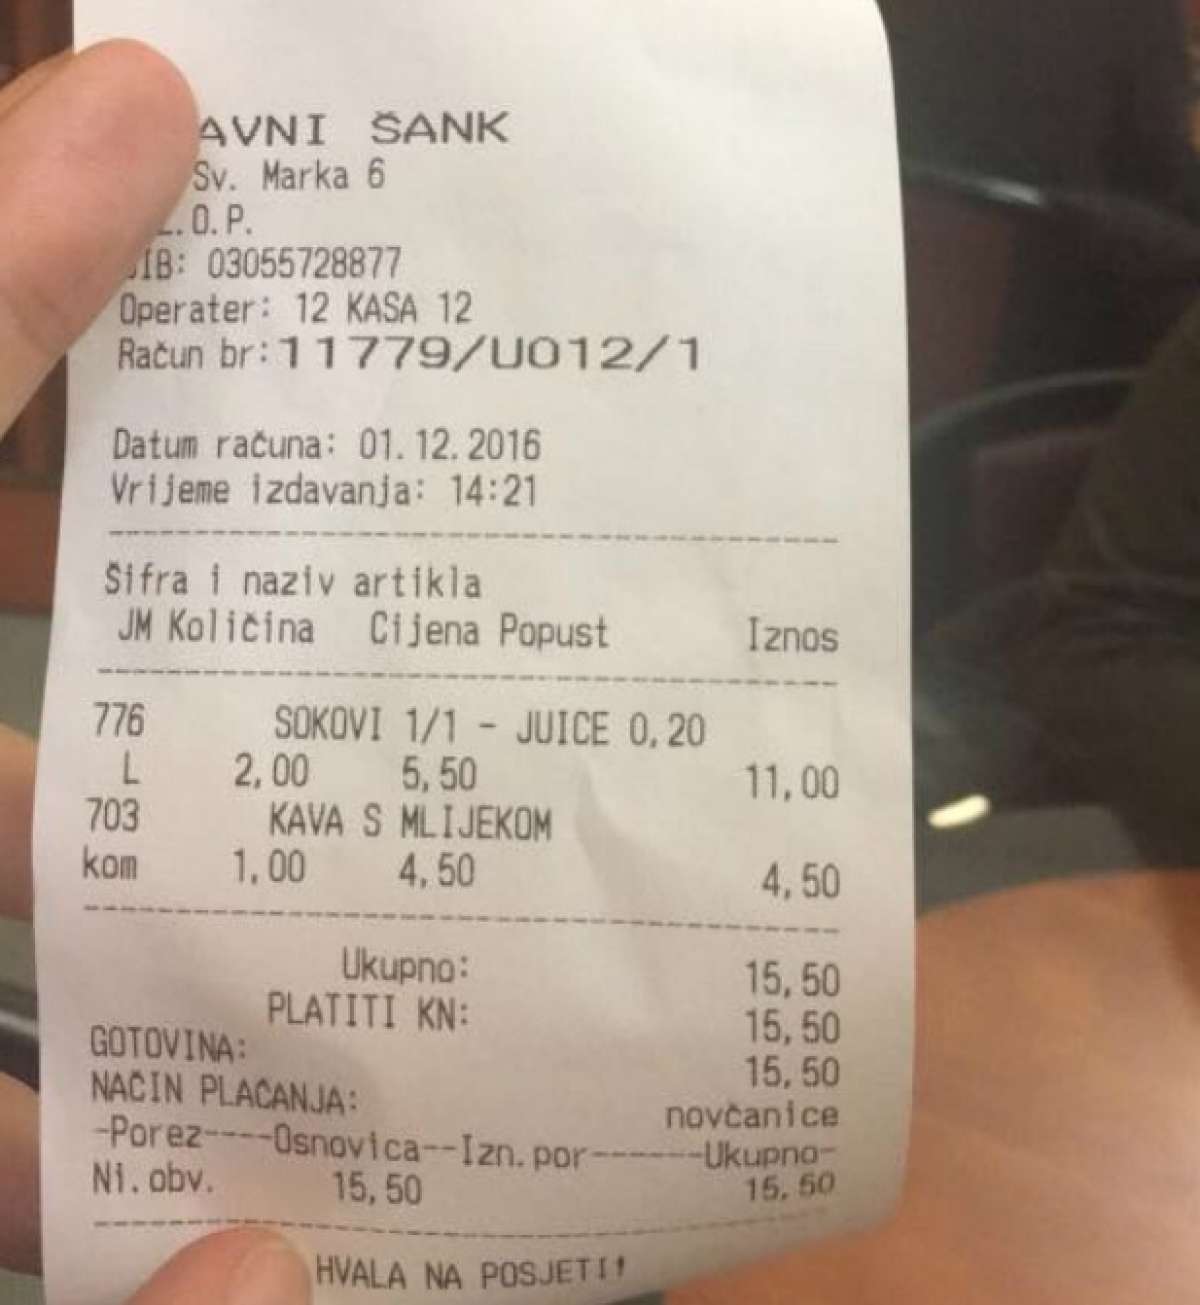 AVNI ŠANK
Sv. Marka 6
.O.P.
IB: 03055728877
Operater: 12 KASA 12
Račun br:11779/U012/1
Datum računa: 01.12.2016
Vrijeme izdavanja: 14:21
Šifra i naziv artikla
JM Količina Cijena Popust Iznos
776 SOKOVI 1/1 - JUICE 0,20
L 2,00 5,50 11,00
703 KAVA S MLIJEKOM
kom 1,00 4,50 4,50
Ukupno: 15,50
PLATITI KN: 15,50
GOTOVINA: 15,50
NAČIN PLAĆANJA: novčanice
-Porez----Osnovica--Izn.por-------Ukupno-
Ni.obv. 15,50 15,50
HVALA NA POSJETI!